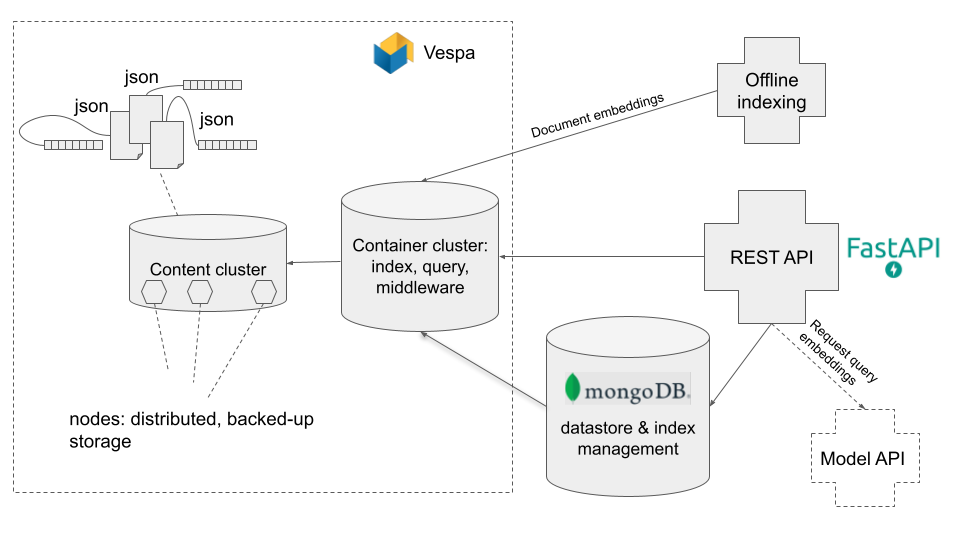 Vespa
json
json
json
Offline
indexing
Document embeddings
Container cluster:
index, query,
middleware
Content cluster
REST API
FastAPI
Request query
embeddings
mongoDB.
datastore & index
management
nodes: distributed, backed-up
storage
Model API